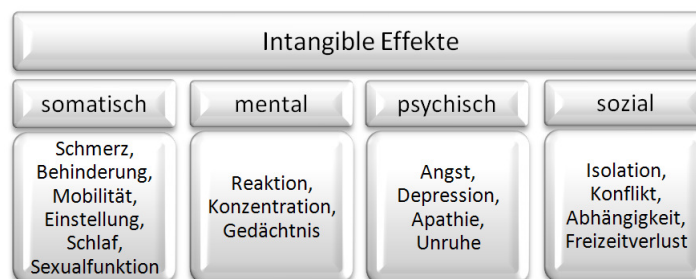 Intangible Effekte
somatisch
mental
psychisch
sozial
Schmerz,
Behinderung,
Mobilität,
Einstellung,
Schlaf,
Sexualfunktion
Reaktion,
Konzentration,
Gedächtnis
Angst,
Depression,
Apathie,
Unruhe
Isolation,
Konflikt,
Abhängigkeit,
Freizeitverlust